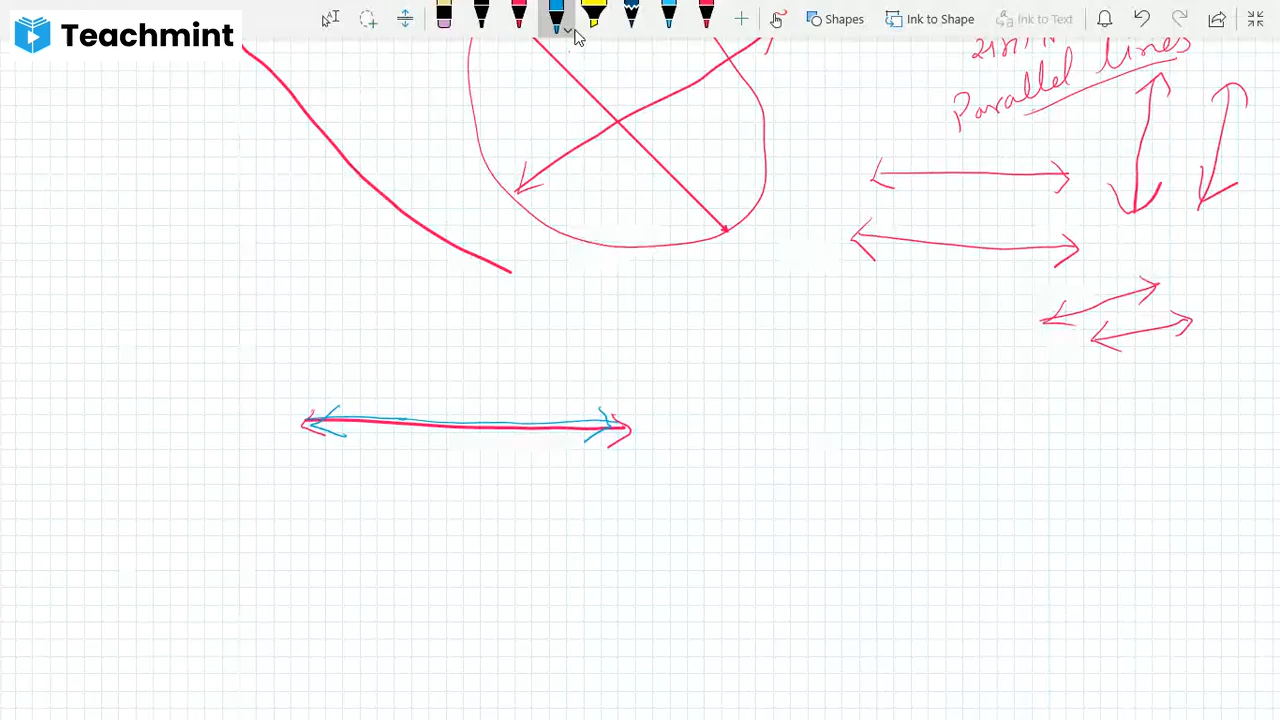 Teachmint
Shapes
Ink to Shape
Ink to Text
Parallel lines